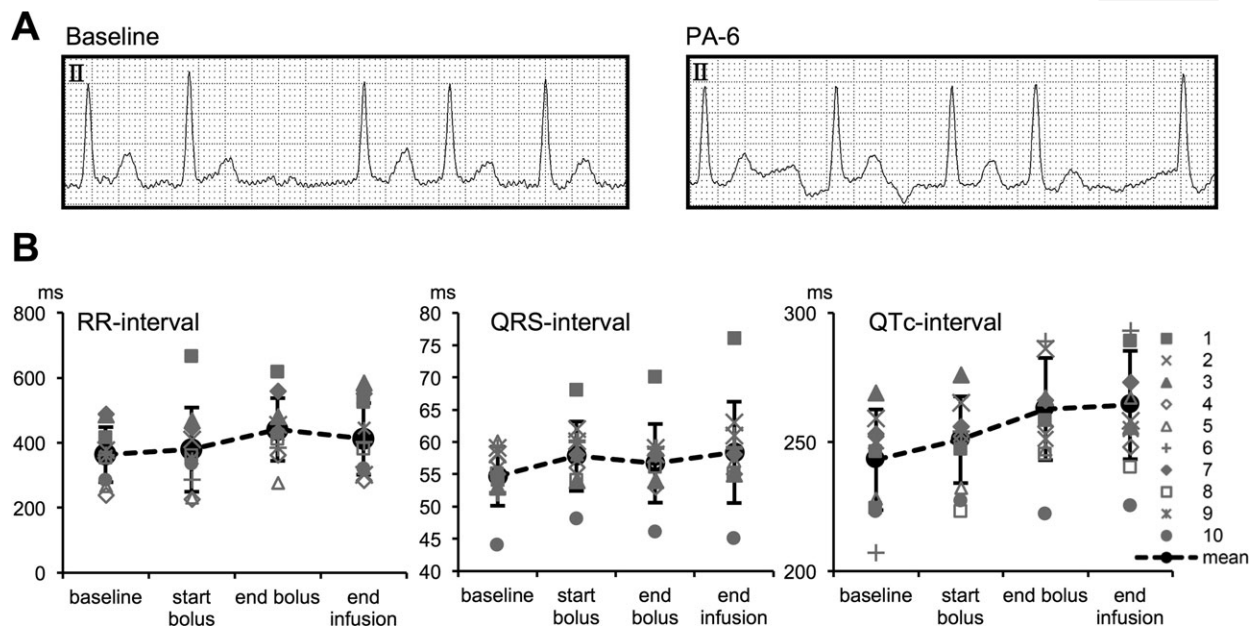 A
Baseline
PA-6
II
II
B
ms
RR-interval
800
600
400
200
0
baseline
start bolus
end bolus
end infusion
ms
QRS-interval
80
75
70
65
60
55
50
45
40
baseline
start bolus
end bolus
end infusion
ms
QTc-interval
300
250
200
baseline
start bolus
end bolus
end infusion
1
2
3
4
5
6
7
8
9
10
mean